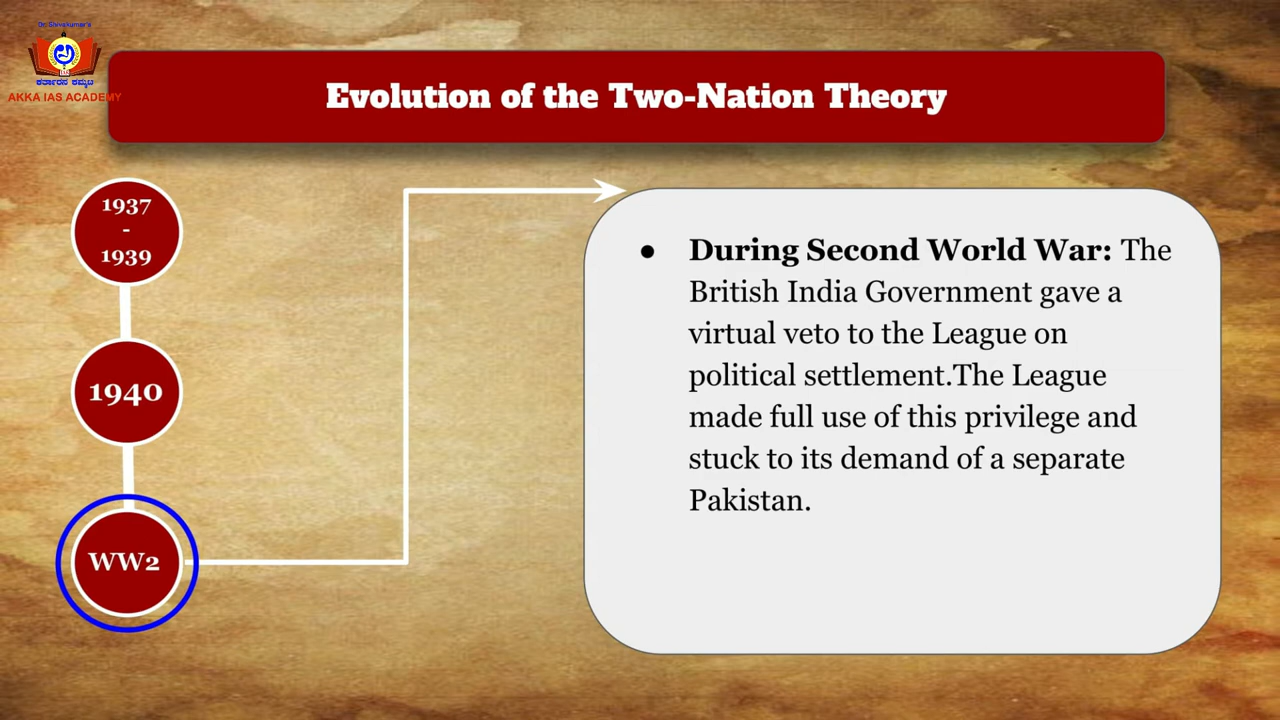 Dr. Shivakumar's
IAS
AKKA IAS ACADEMY
Evolution of the Two-Nation Theory
1937
-
1939
1940
WW2
● During Second World War: The
British India Government gave a
virtual veto to the League on
political settlement.The League
made full use of this privilege and
stuck to its demand of a separate
Pakistan.